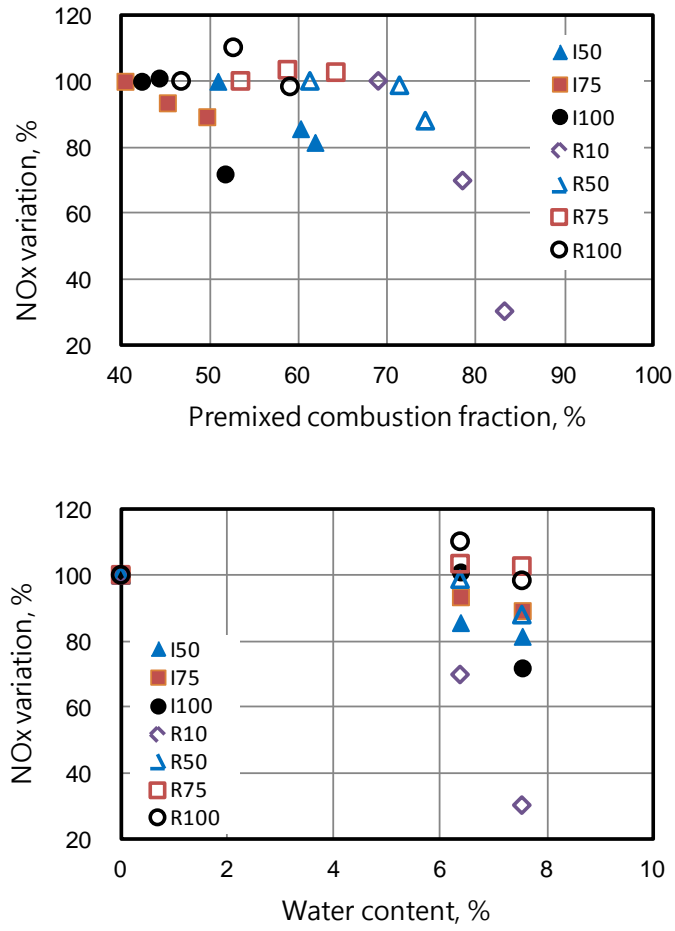 120
100
80
60
40
20
NOx variation, %
I50
I75
I100
R10
R50
R75
R100
40 50 60 70 80 90 100
Premixed combustion fraction, %
120
100
80
60
40
20
NOx variation, %
I50
I75
I100
R10
R50
R75
R100
0 2 4 6 8 10
Water content, %